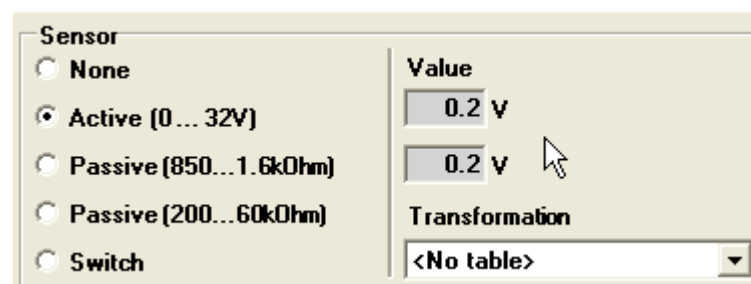 Sensor
None
Active (0 ... 32V)
Passive (850...1.6kOhm)
Passive (200...60kOhm)
Switch
Value
0.2 V
0.2 V
Transformation
<No table>